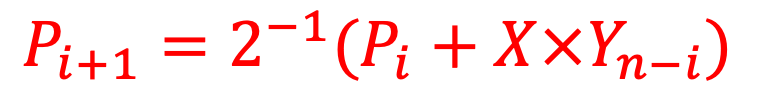 P_{i+1} = 2^{-1}(P_i + X×Y_{n-i})